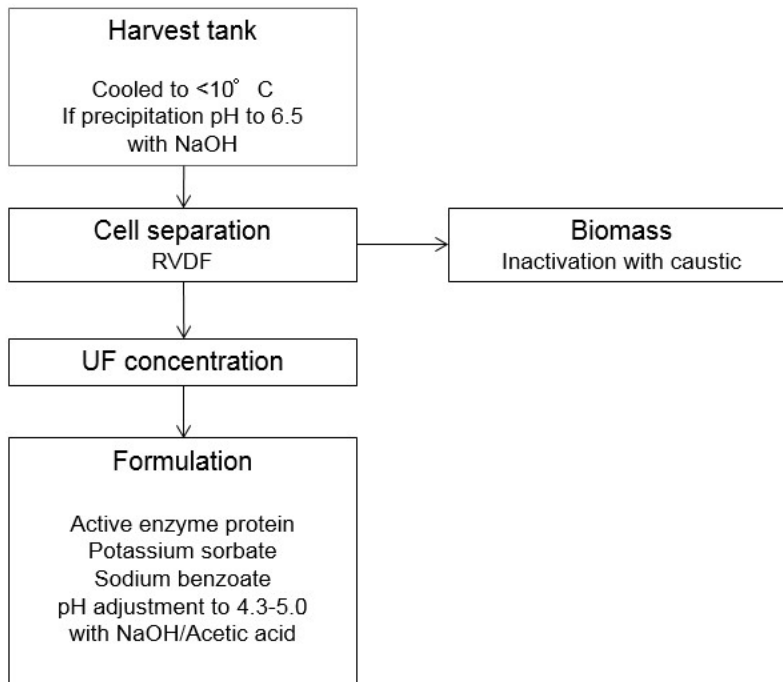 Harvest tank
Cooled to <10° C
If precipitation pH to 6.5
with NaOH
Cell separation
RVDF
Biomass
Inactivation with caustic
UF concentration
Formulation
Active enzyme protein
Potassium sorbate
Sodium benzoate
pH adjustment to 4.3-5.0
with NaOH/Acetic acid